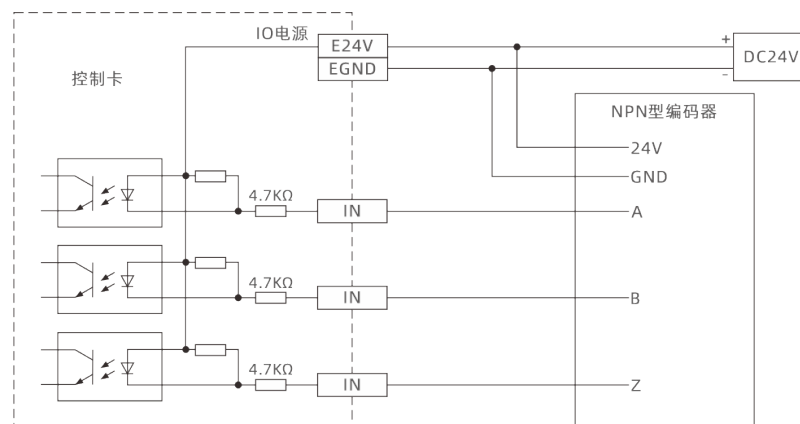 IO电源
E24V
EGND
+
-
DC24V
控制卡
NPN型编码器
24V
GND
4.7KΩ
IN
A
4.7KΩ
IN
B
4.7KΩ
IN
Z